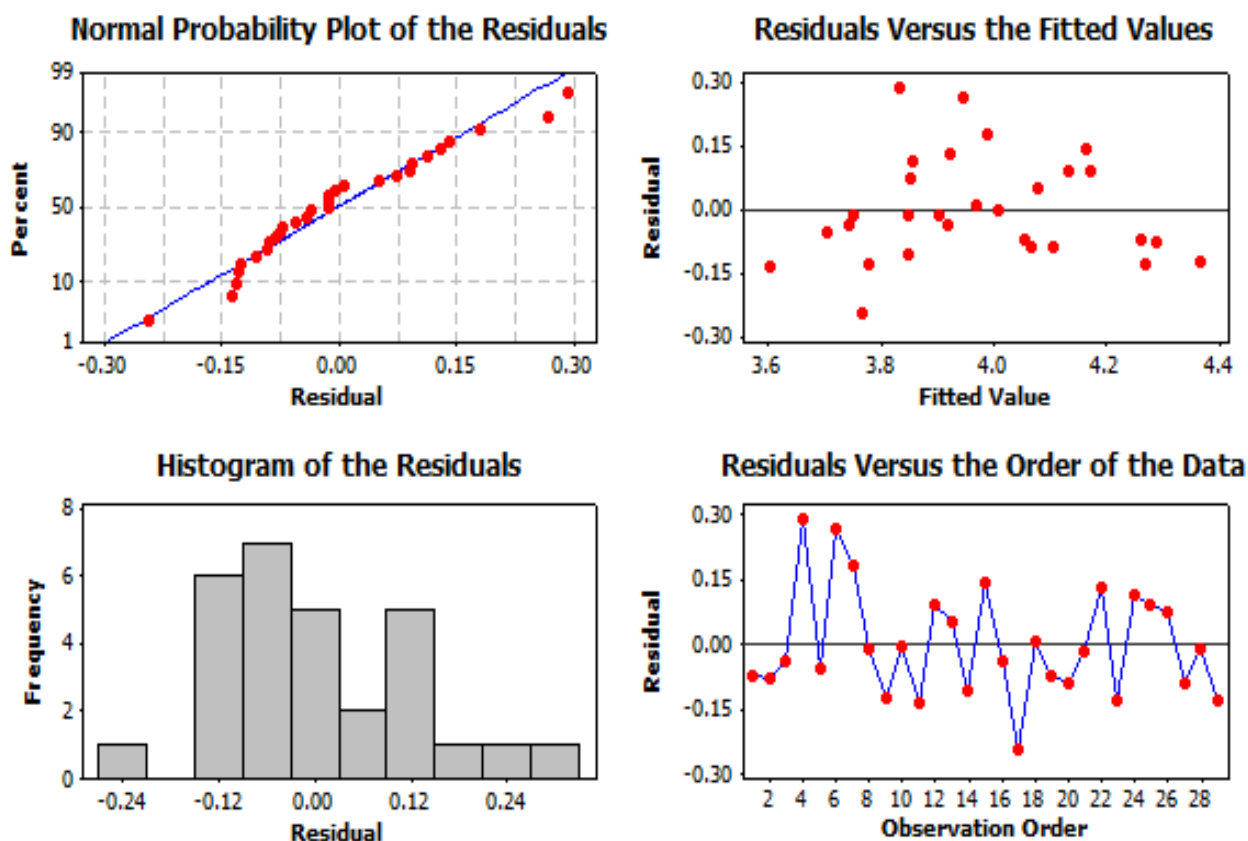 Normal Probability Plot of the Residuals
Percent
99
90
50
10
1
-0.30 -0.15 0.00 0.15 0.30
Residual
Residuals Versus the Fitted Values
Residual
0.30
0.15
0.00
-0.15
-0.30
3.6 3.8 4.0 4.2 4.4
Fitted Value
Histogram of the Residuals
Frequency
8
6
4
2
0
-0.24 -0.12 0.00 0.12 0.24
Residual
Residuals Versus the Order of the Data
Residual
0.30
0.15
0.00
-0.15
-0.30
2 4 6 8 10 12 14 16 18 20 22 24 26 28
Observation Order